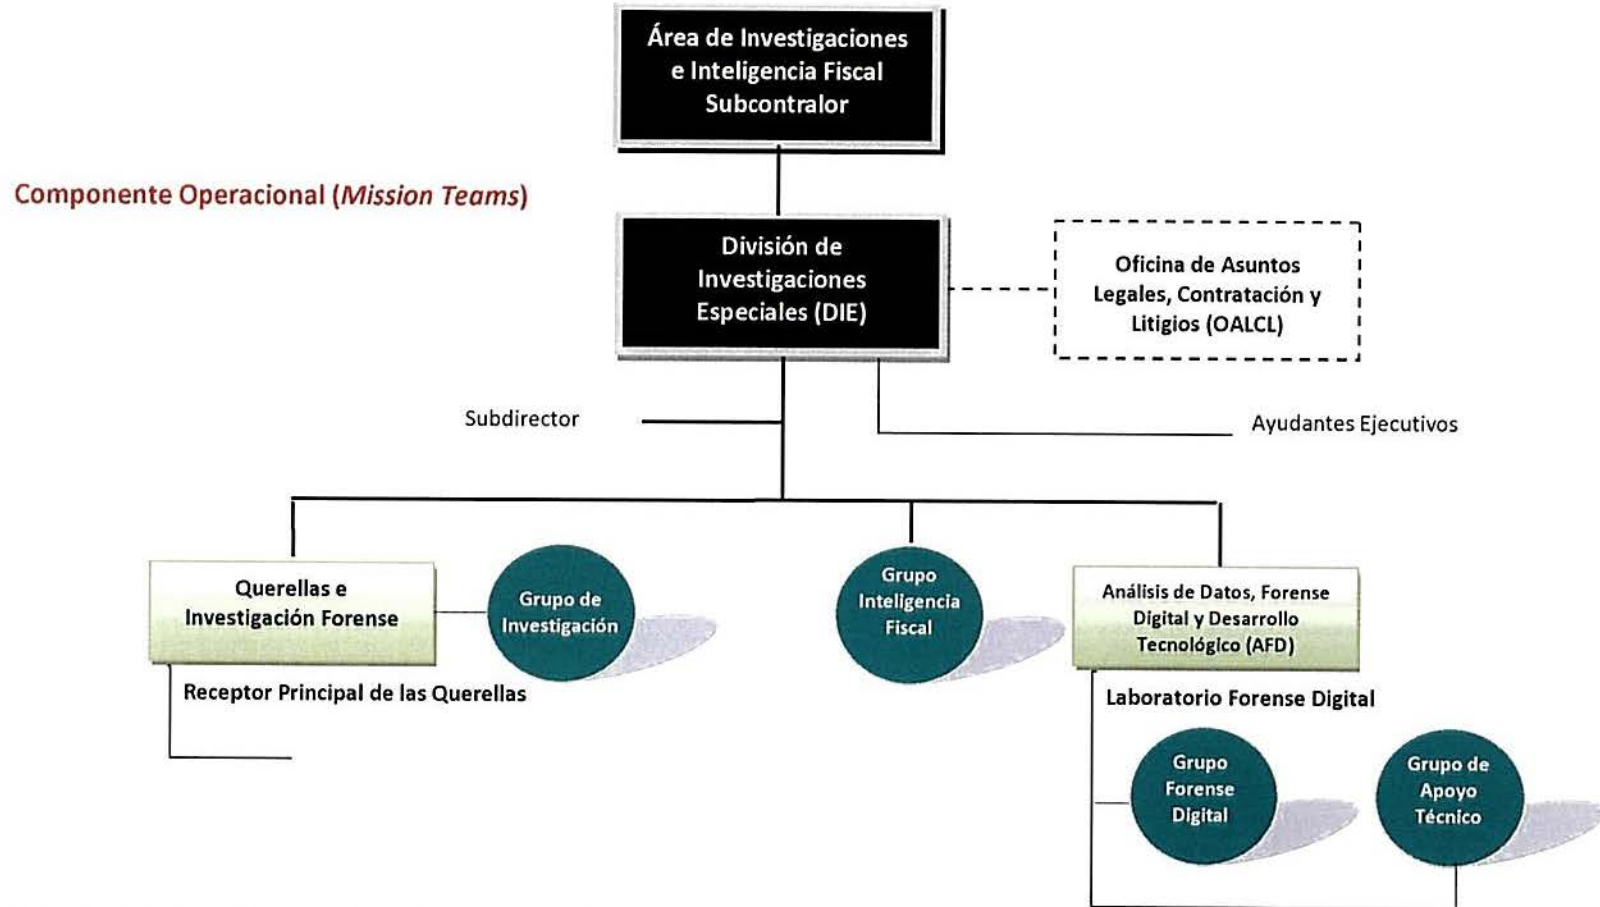 Área de Investigaciones
e Inteligencia Fiscal
Subcontralor
Componente Operacional (Mission Teams)
División de
Investigaciones
Especiales (DIE)
Oficina de Asuntos
Legales, Contratación y
Litigios (OALCL)
Subdirector
Ayudantes Ejecutivos
Querellas e
Investigación Forense
Grupo de
Investigación
Grupo
Inteligencia
Fiscal
Análisis de Datos, Forense
Digital y Desarrollo
Tecnológico (AFD)
Receptor Principal de las Querellas
Laboratorio Forense Digital
Grupo
Forense
Digital
Grupo de
Apoyo
Técnico